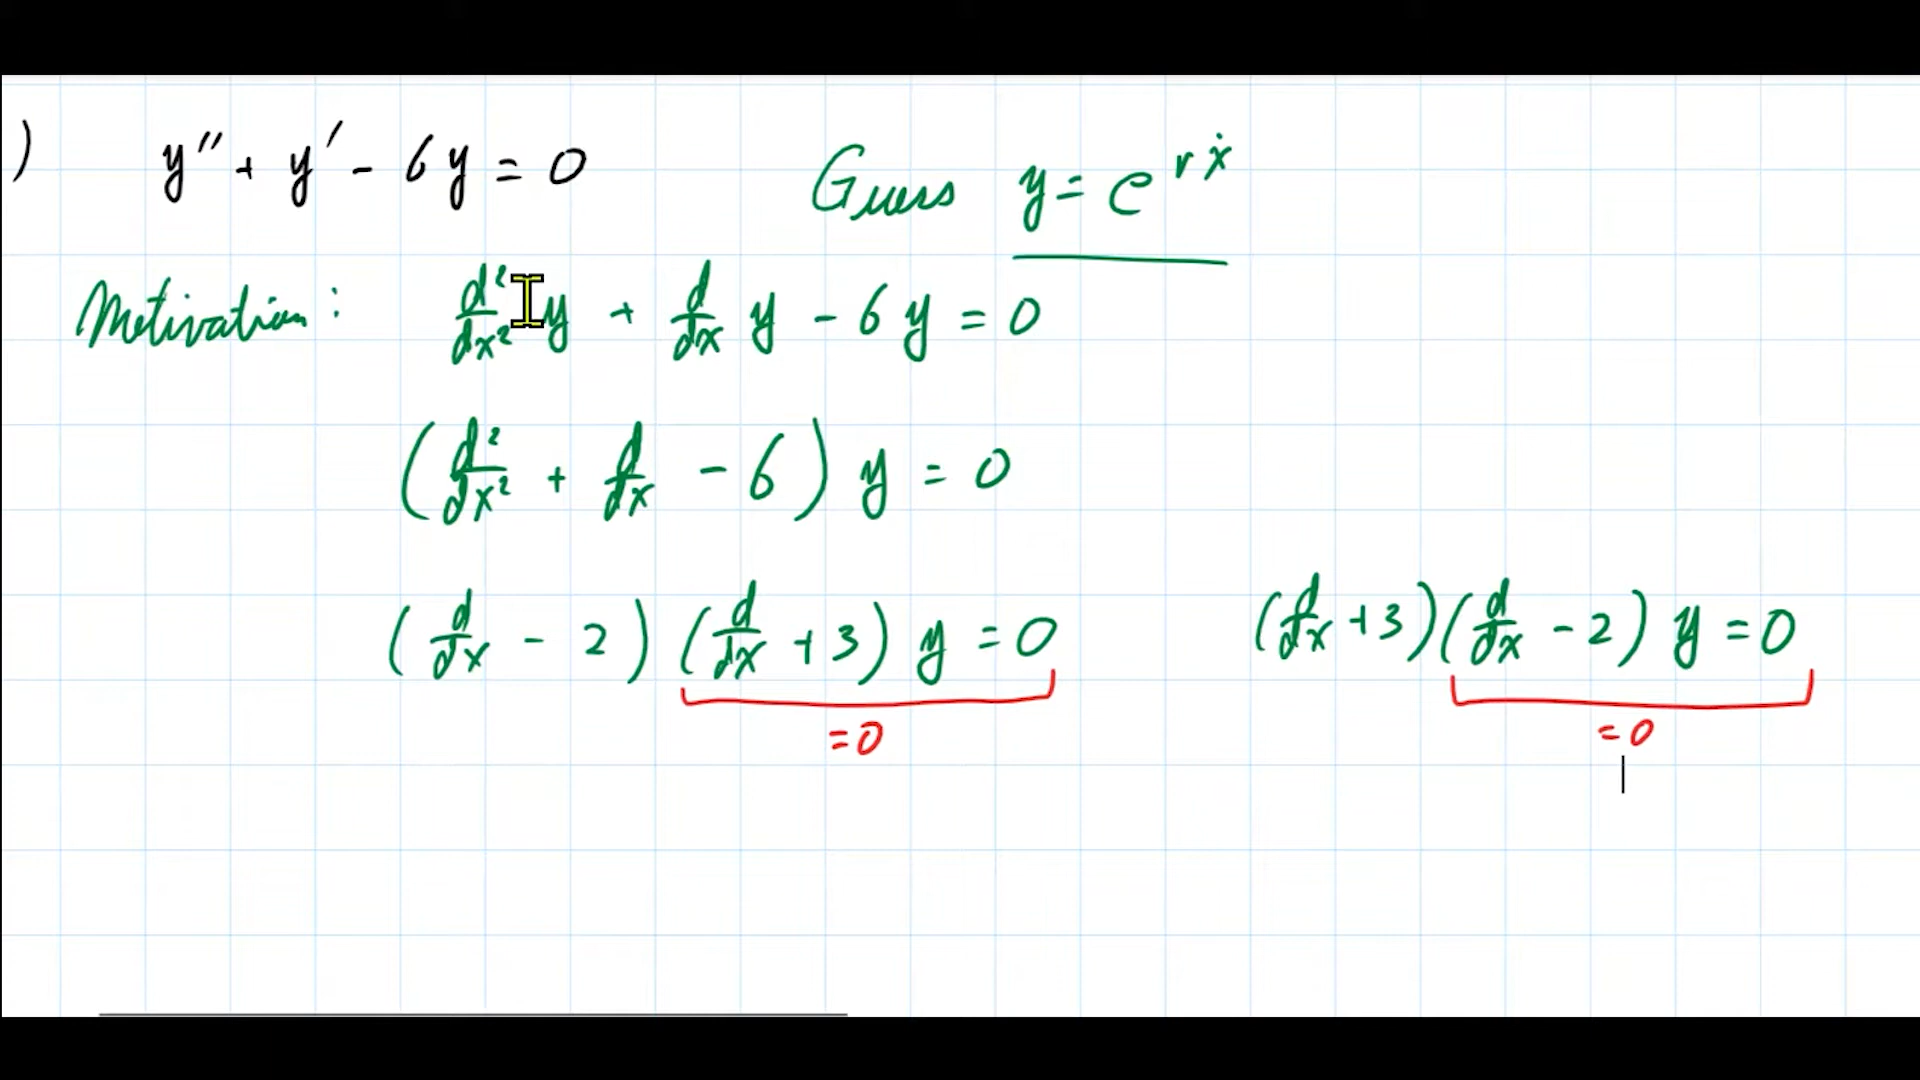 ) y'' + y' - 6y = 0 Guess y = e^{rx}
Motivation: d²/dx² y + d/dx y - 6y = 0
(d²/dx² + d/dx - 6) y = 0
(d/dx - 2)(d/dx + 3) y = 0 (d/dx + 3)(d/dx - 2) y = 0
= 0 = 0